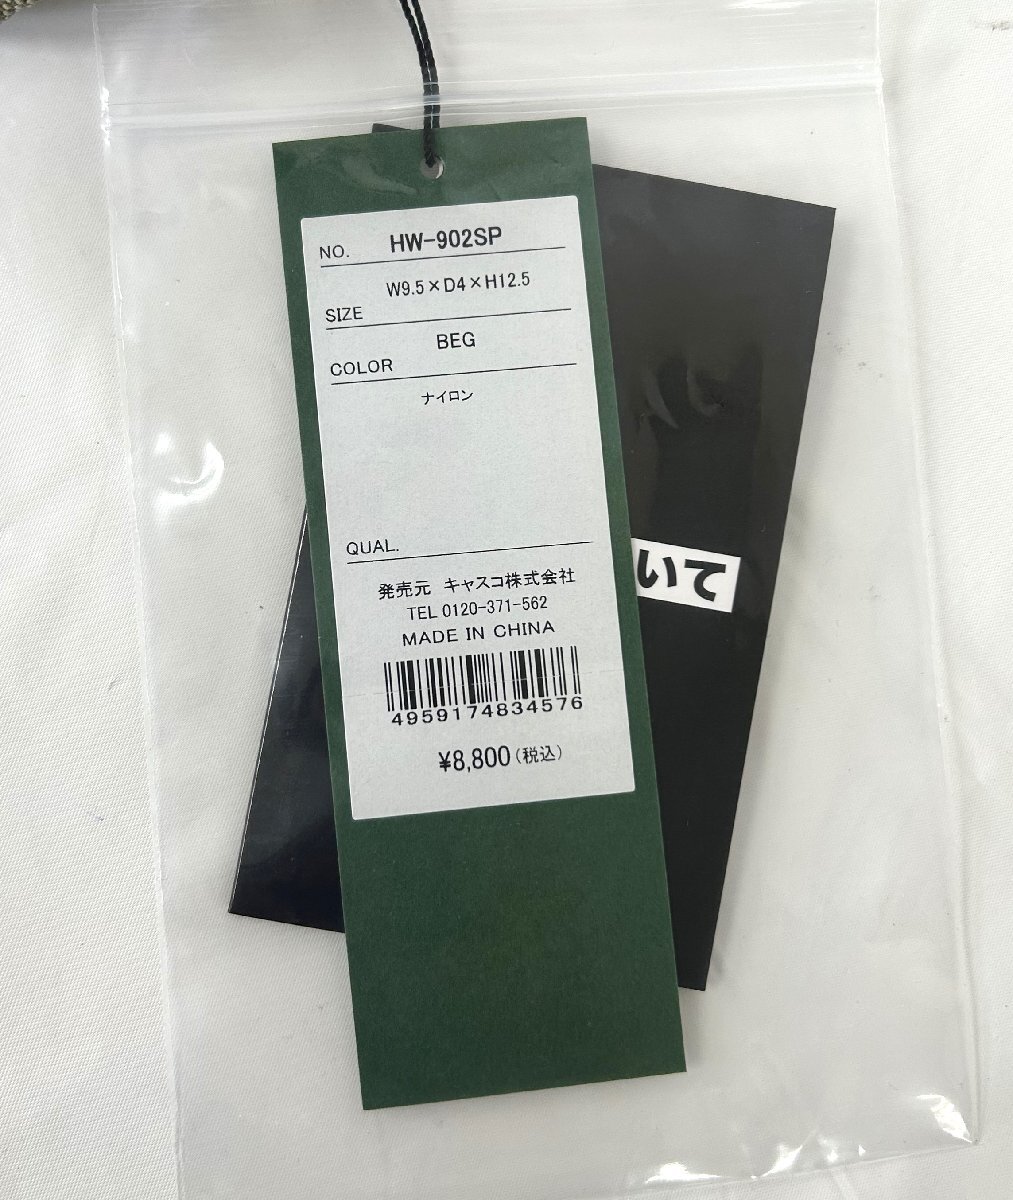 NO. HW-902SP
W9.5×D4×H12.5
SIZE
BEG
COLOR
ナイロン
QUAL.
発売元 キャスコ株式会社
TEL 0120-371-562
MADE IN CHINA
4959174834576
¥8,800(税込)
いて